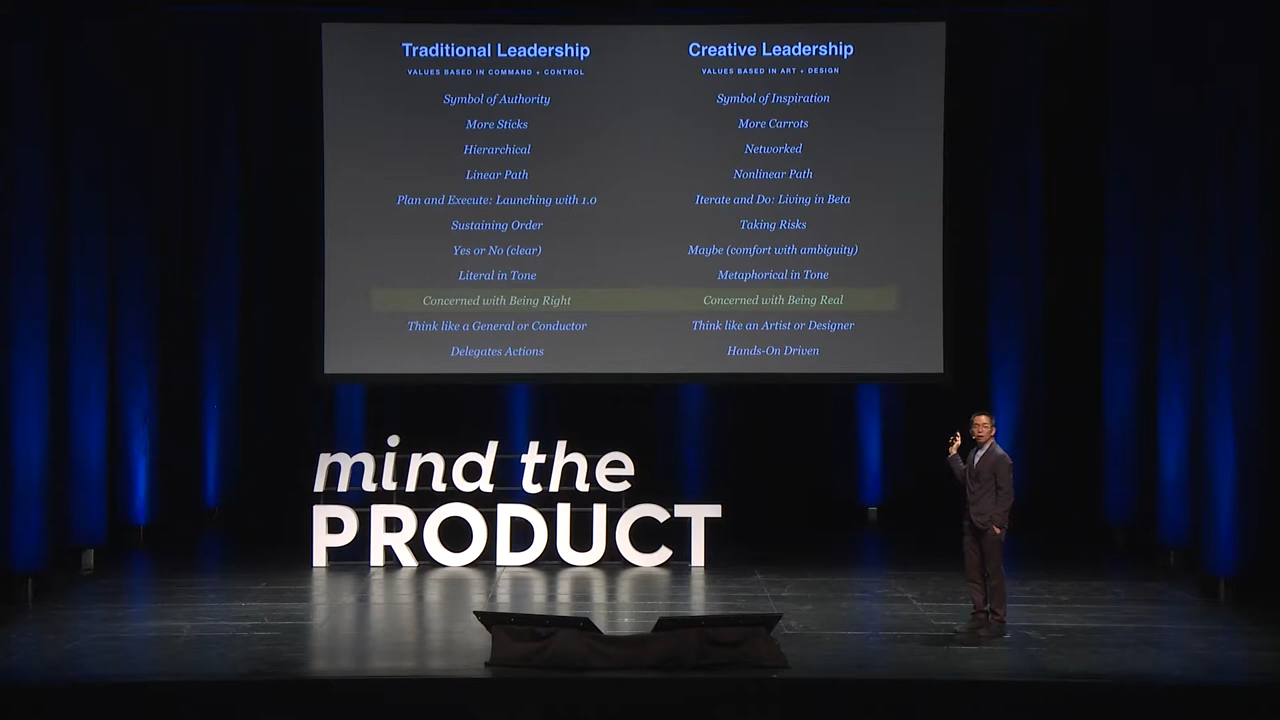 Traditional Leadership
VALUES BASED IN COMMAND + CONTROL
Symbol of Authority
More Sticks
Hierarchical
Linear Path
Plan and Execute: Launching with 1.0
Sustaining Order
Yes or No (clear)
Literal in Tone
Concerned with Being Right
Think like a General or Conductor
Delegates Actions
Creative Leadership
VALUES BASED IN ART + DESIGN
Symbol of Inspiration
More Carrots
Networked
Nonlinear Path
Iterate and Do: Living in Beta
Taking Risks
Maybe (comfort with ambiguity)
Metaphorical in Tone
Concerned with Being Real
Think like an Artist or Designer
Hands-On Driven
mind the
PRODUCT